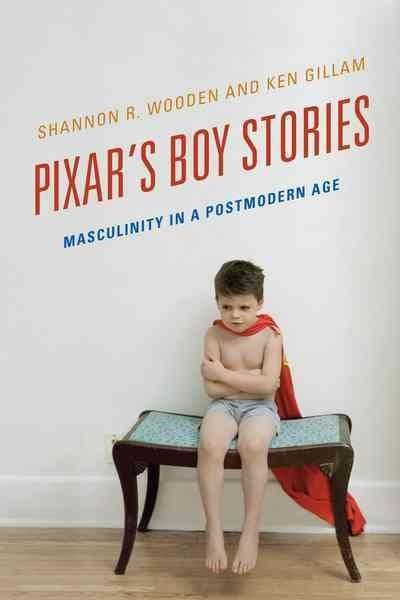 SHANNON R. WOODEN AND KEN GILLAM
PIXAR'S BOY STORIES
MASCULINITY IN A POSTMODERN AGE